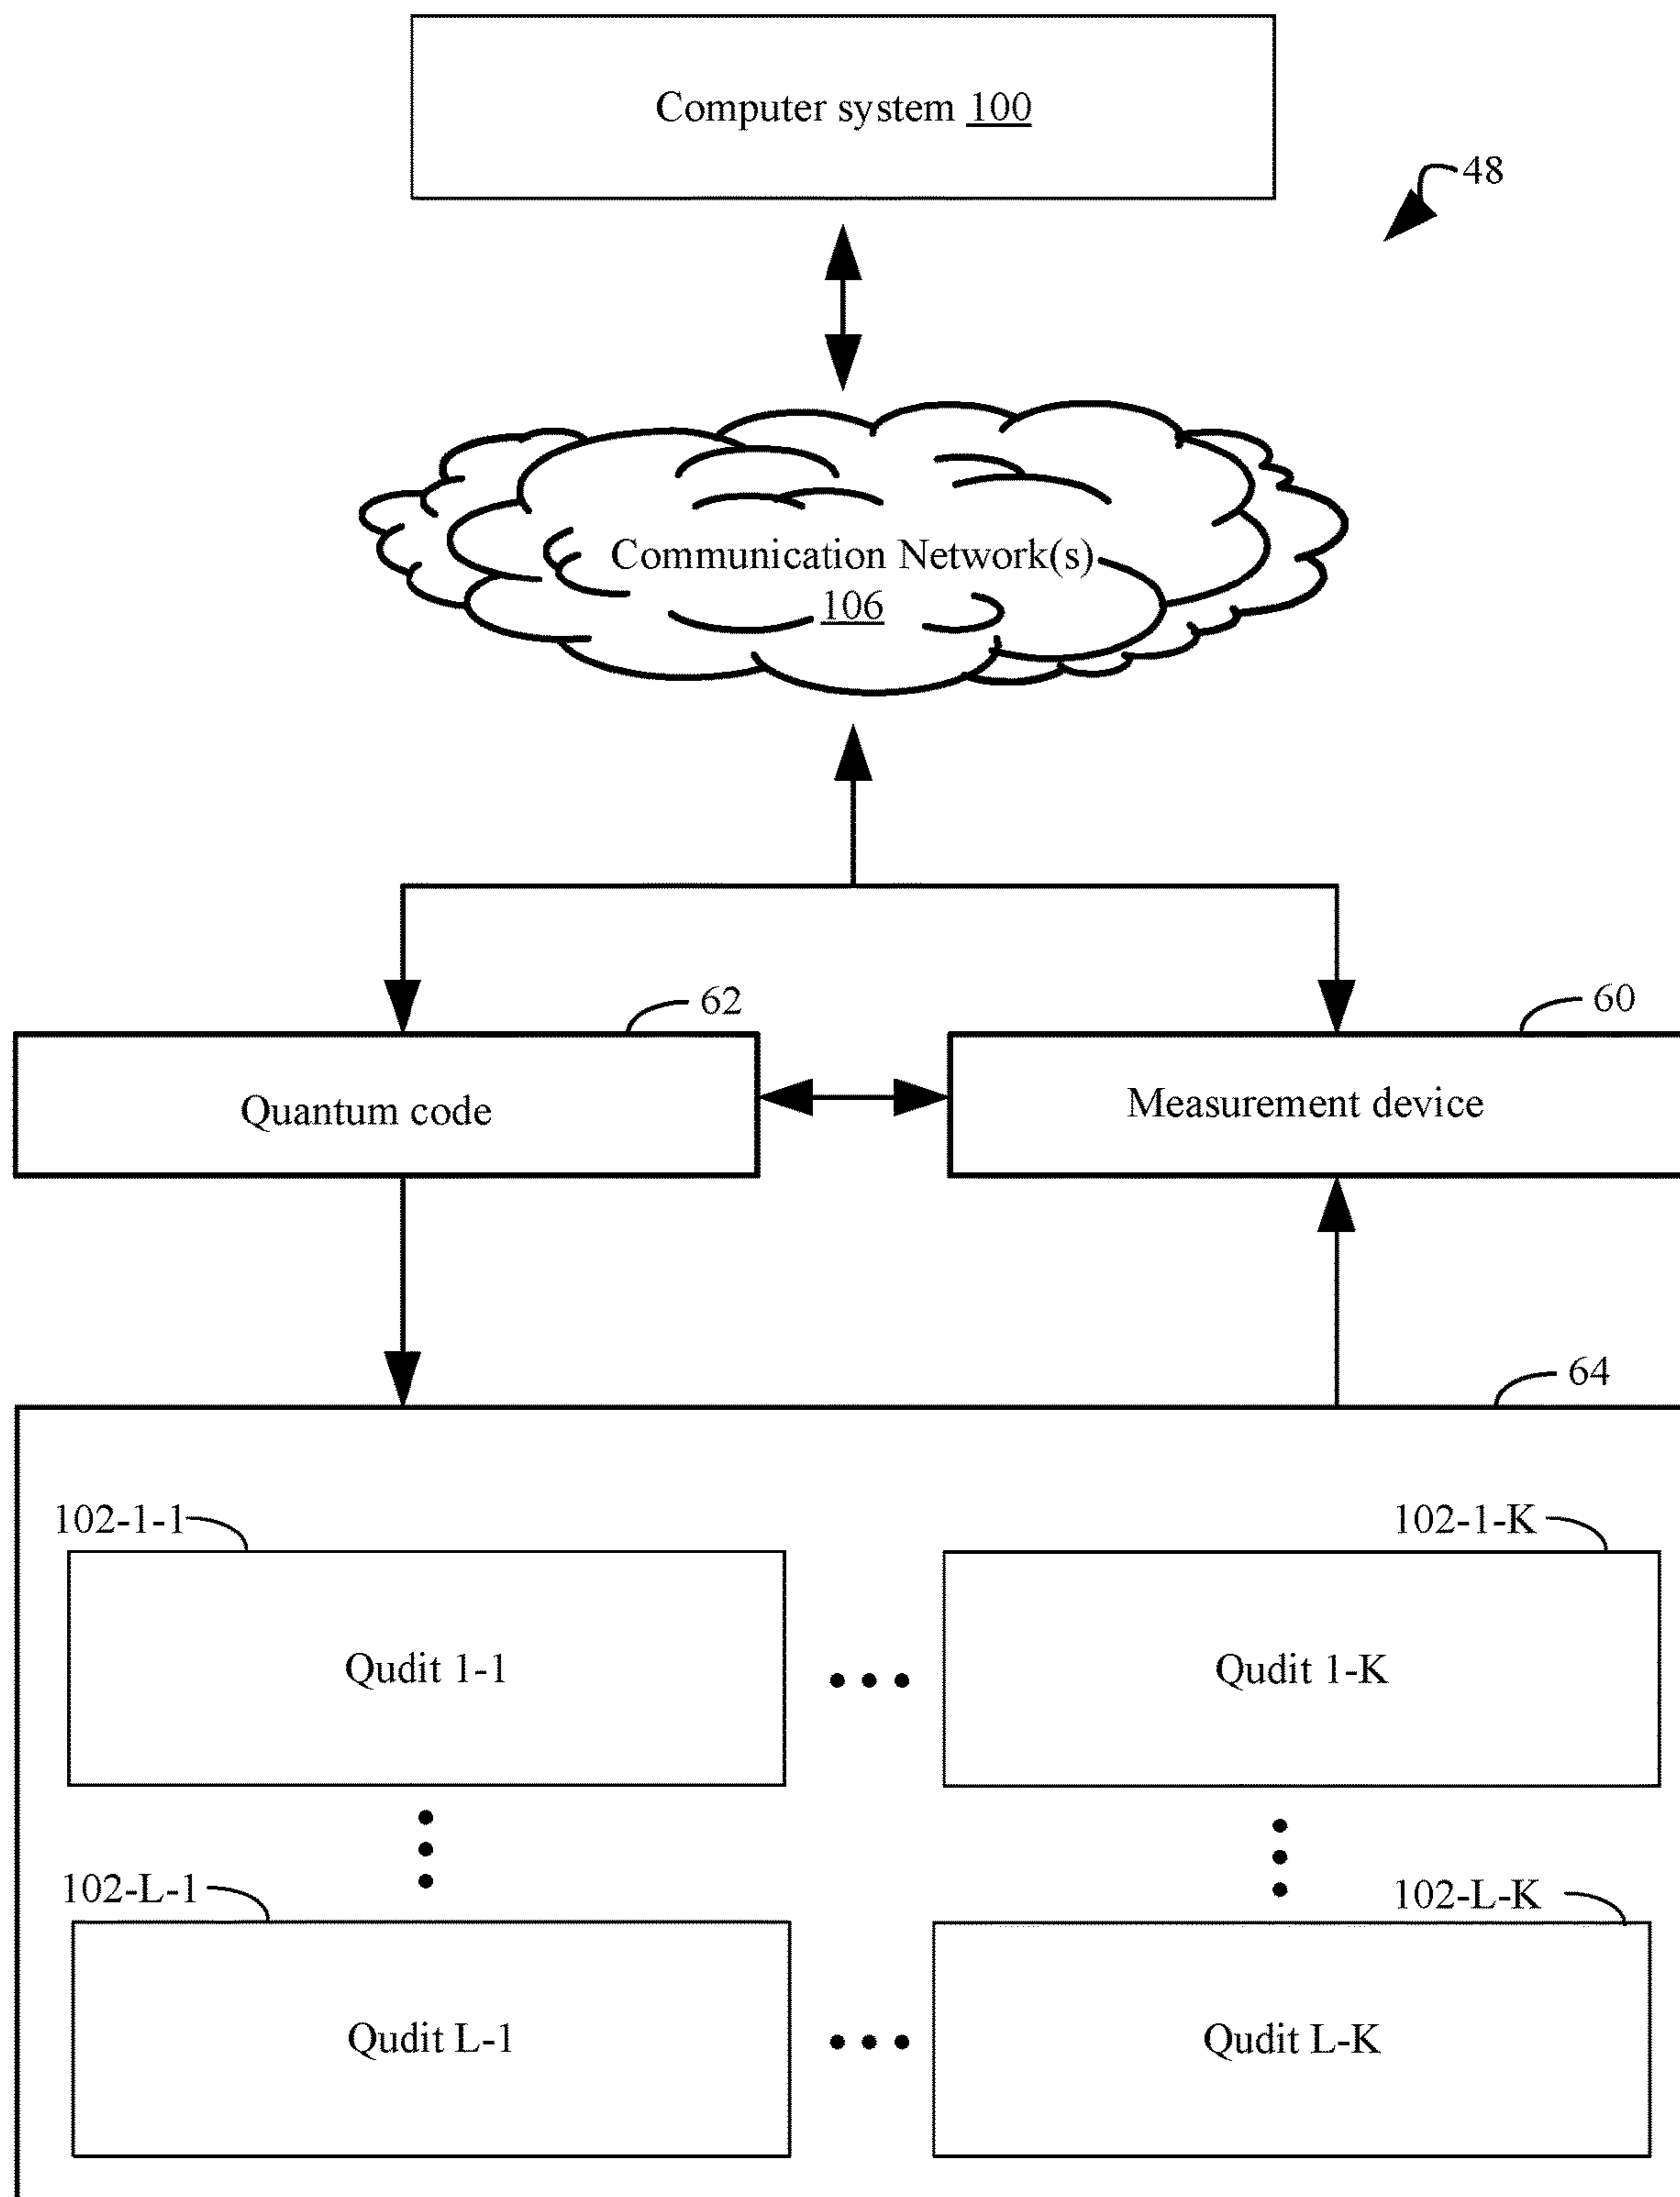 Computer system 100
48
Communication Network(s)
106
62
60
Quantum code
Measurement device
64
102-1-1
102-1-K
Qudit 1-1
Qudit 1-K
102-L-1
102-L-K
Qudit L-1
Qudit L-K